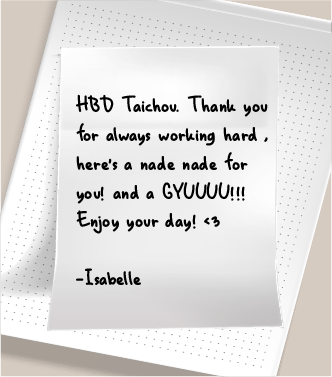 HBD Taichou. Thank you
for always working hard ,
here's a nade nade for
you! and a GYUUUU!!!
Enjoy your day! <3
-Isabelle